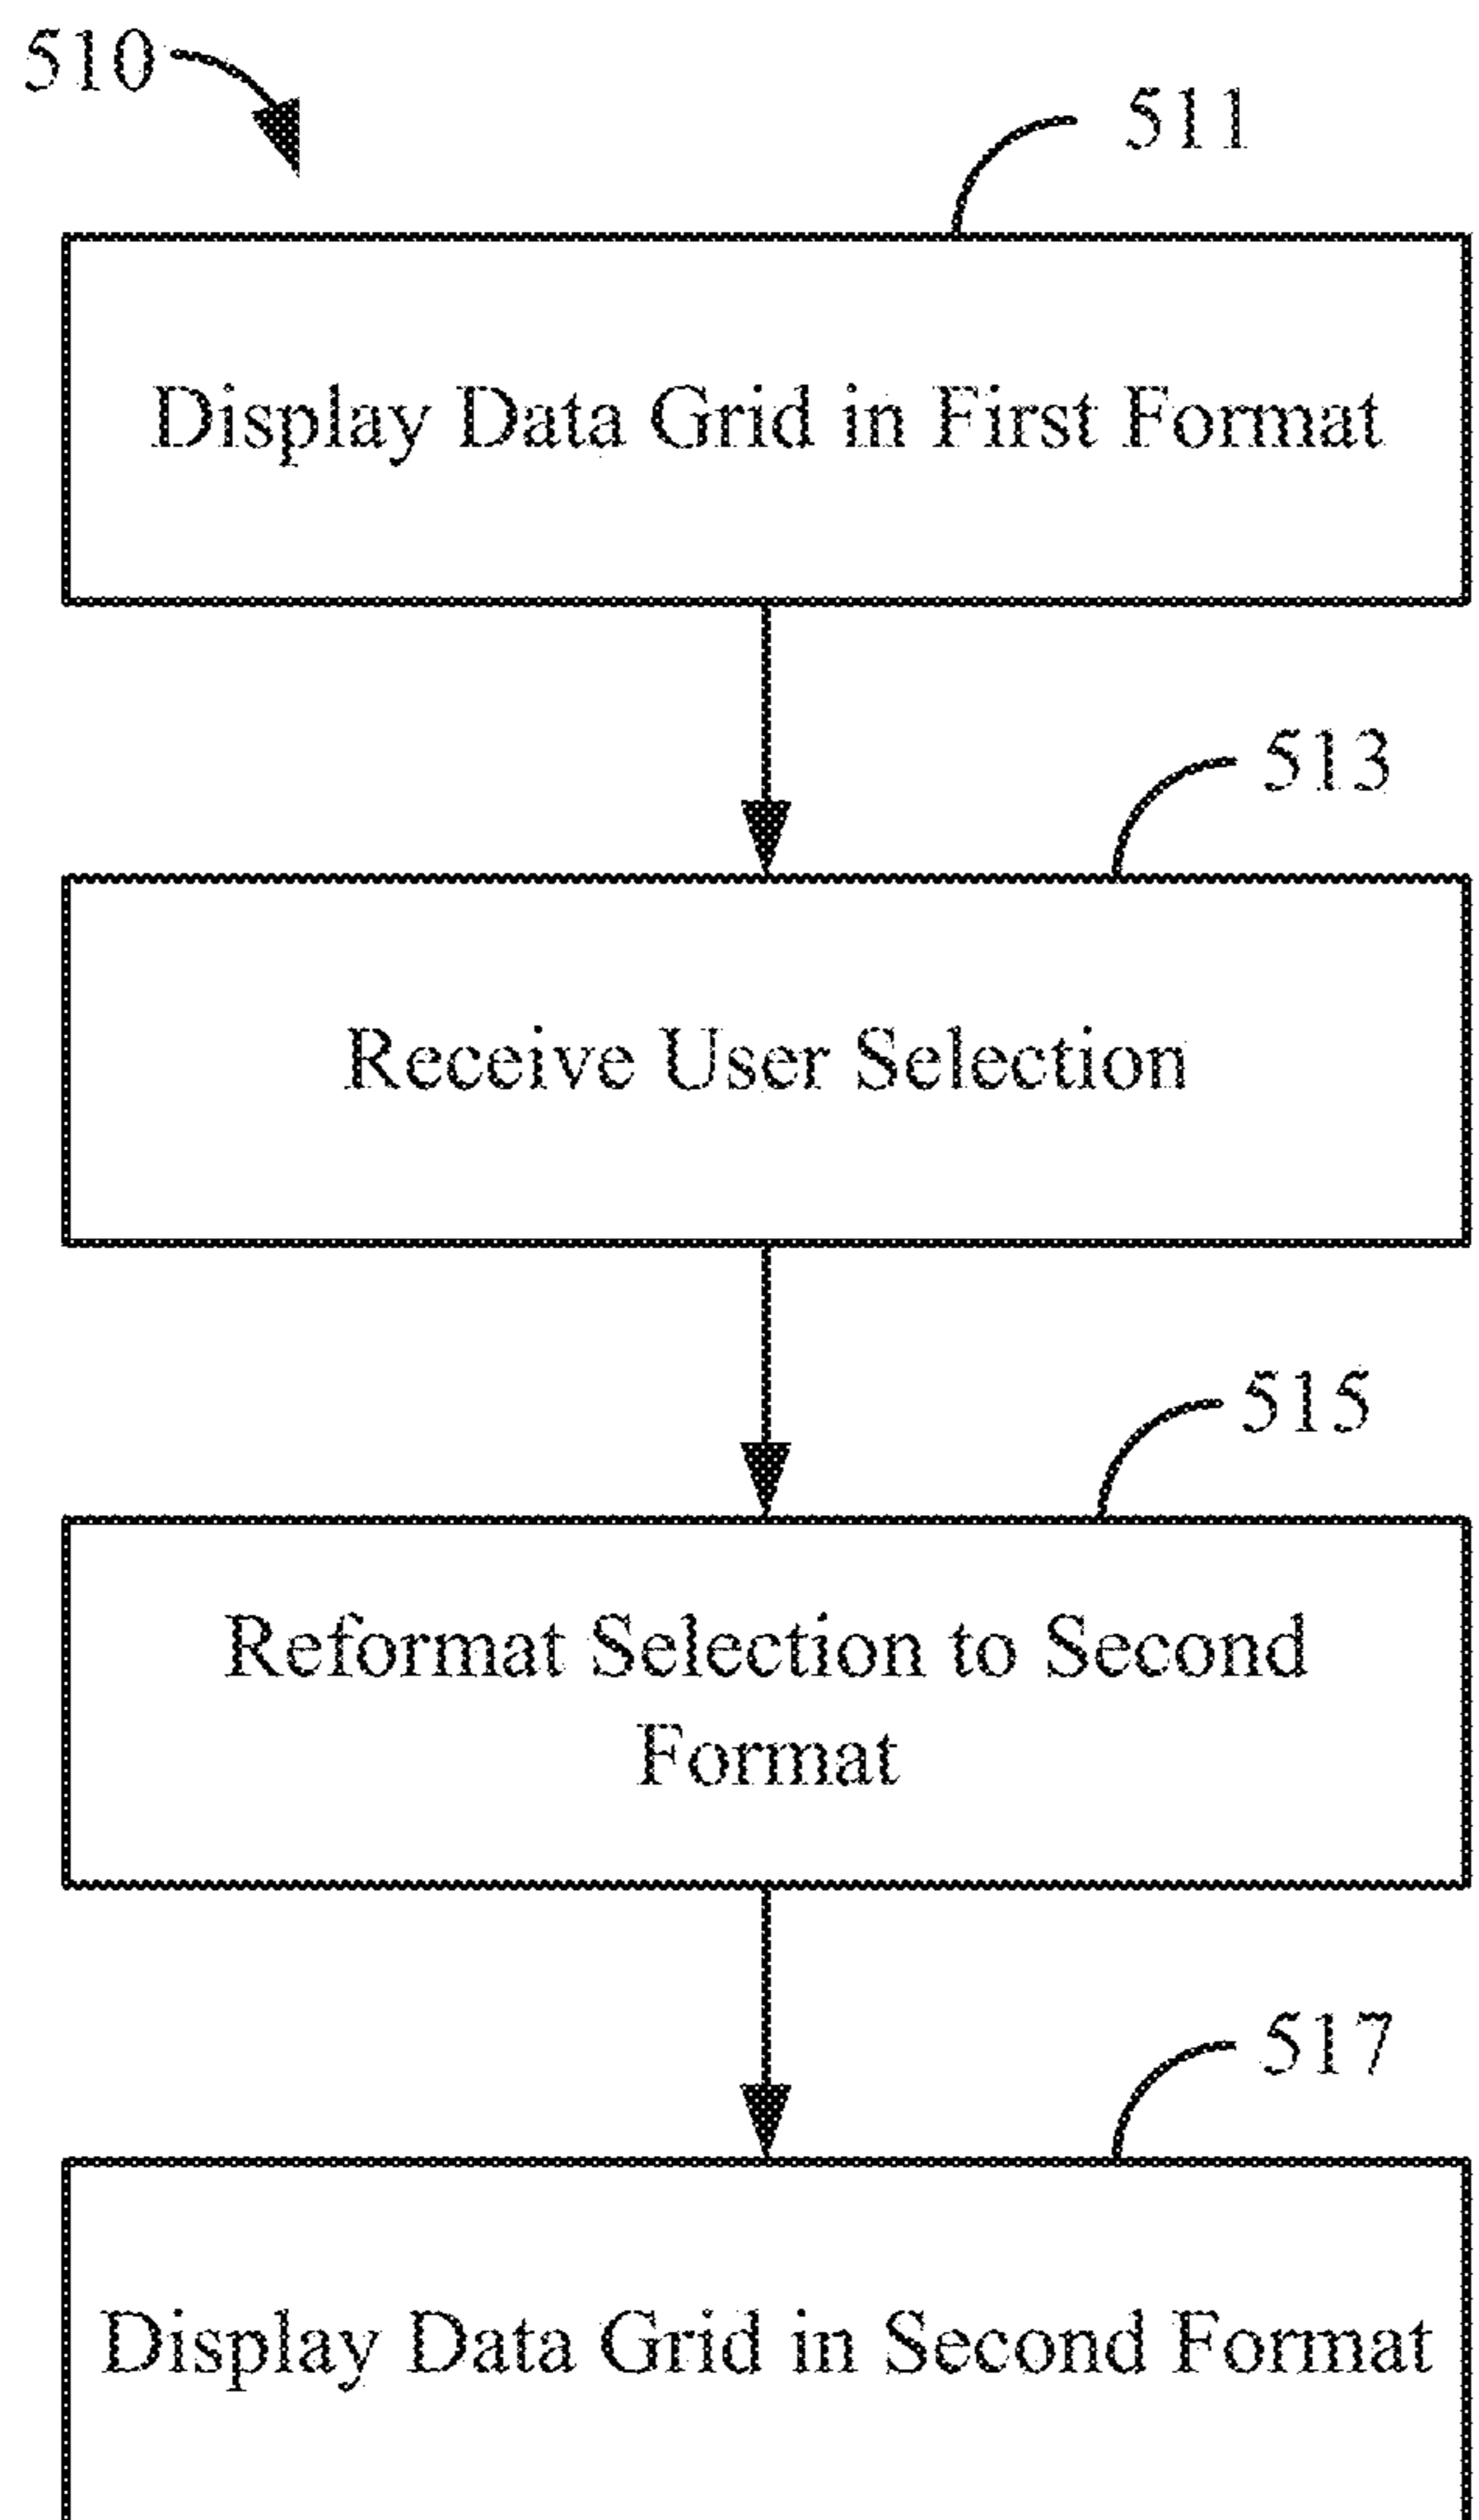 510
511
Display Data Grid in First Format
513
Receive User Selection
515
Reformat Selection to Second
Format
517
Display Data Grid in Second Format